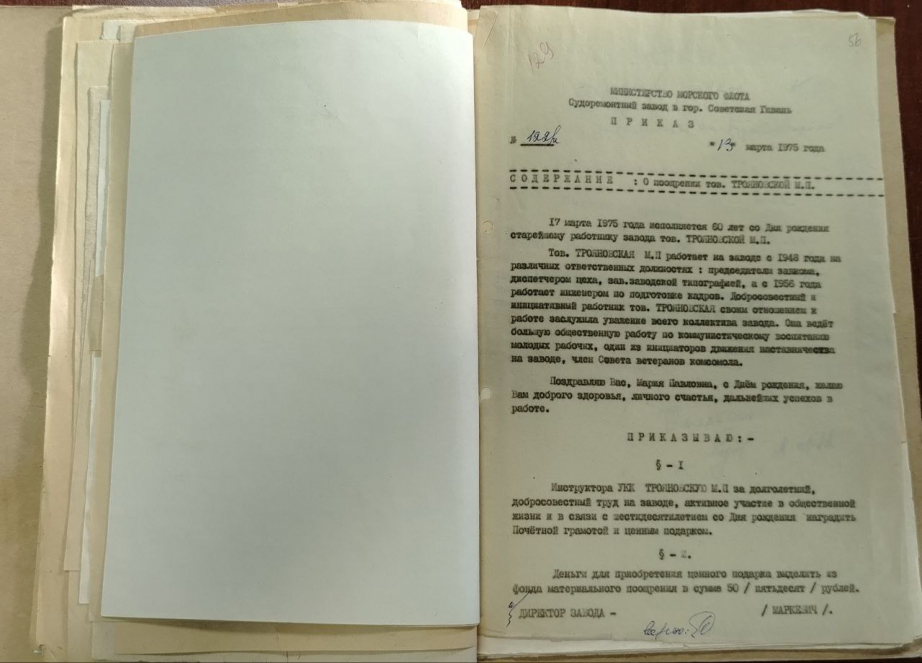 179
56
МИНИСТЕРСТВО МОРСКОГО ФЛОТА
Судоремонтный завод в гор. Советская Гавань
П Р И К А З
№ 122/к "13" марта 1975 года
С О Д Е Р Ж А Н И Е : О поощрении тов. ТРОЯНОВСКОЙ М.П.
17 марта 1975 года исполняется 60 лет со Дня рождения
старейшему работнику завода тов. ТРОЯНОВСКОЙ М.П.
Тов. ТРОЯНОВСКАЯ М.П работает на заводе с 1948 года на
различных ответственных должностях : председателя завкома,
диспетчером цеха, зав.заводской типографией, а с 1956 года
работает инженером по подготовке кадров. Добросовестный и
инициативный работник тов. ТРОЯНОВСКАЯ своим отношением к
работе заслужила уважение всего коллектива завода. Она ведёт
большую общественную работу по коммунистическому воспитанию
молодых рабочих, один из инициаторов движения наставничества
на заводе, член Совета ветеранов комсомола.
Поздравляю Вас, Мария Павловна, с Днём рождения, желаю
Вам доброго здоровья, личного счастья, дальнейших успехов в
работе.
П Р И К А З Ы В А Ю : -
§ - I
Инструктора УКК ТРОЯНОВСКУЮ М.П за долголетний,
добросовестный труд на заводе, активное участие в общественной
жизни и в связи с шестидесятилетием со Дня рождения наградить
Почётной грамотой и ценным подарком.
§ - 2.
Деньги для приобретения ценного подарка выделить из
фонда материального поощрения в сумме 50 / пятьдесят / рублей.
ДИРЕКТОР ЗАВОДА - / МАРКЕВИЧ /.